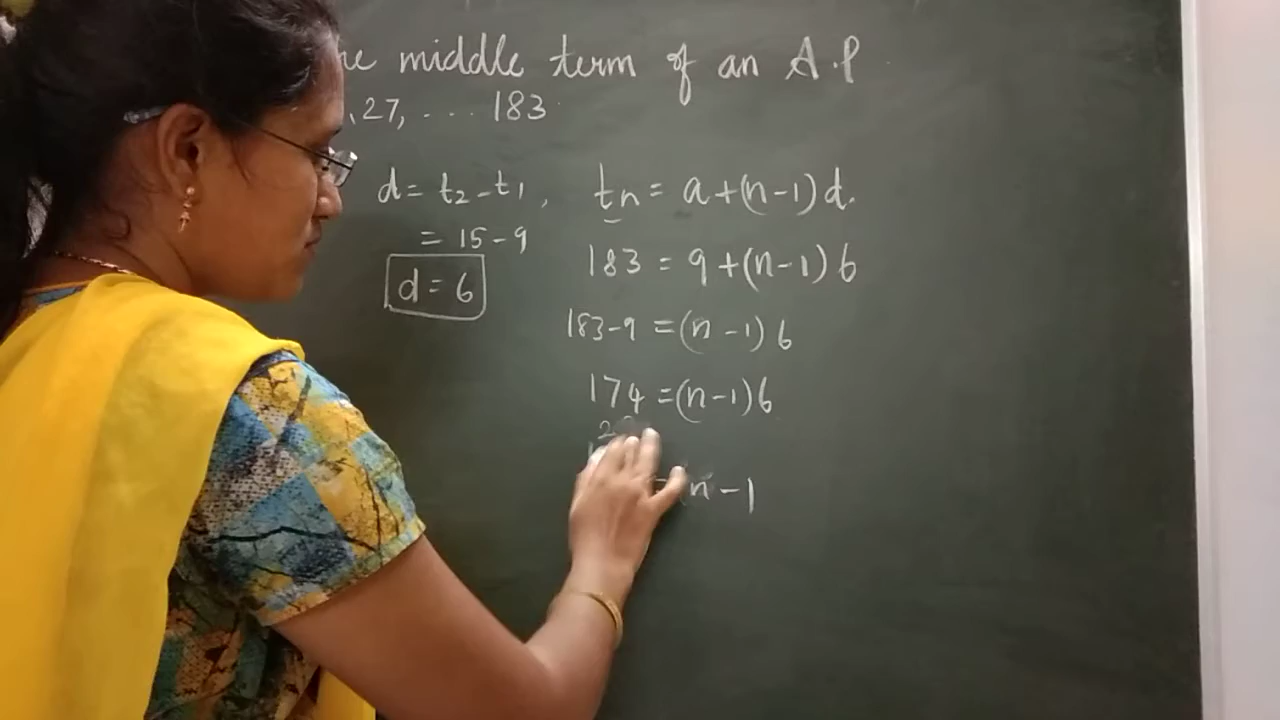 middle term of an A.P
,27, ... 183
d = t₂ - t₁ ,
= 15 - 9
d = 6
tn = a + (n-1) d.
183 = 9 + (n-1) 6
183-9 = (n-1) 6
174 = (n-1) 6
n - 1